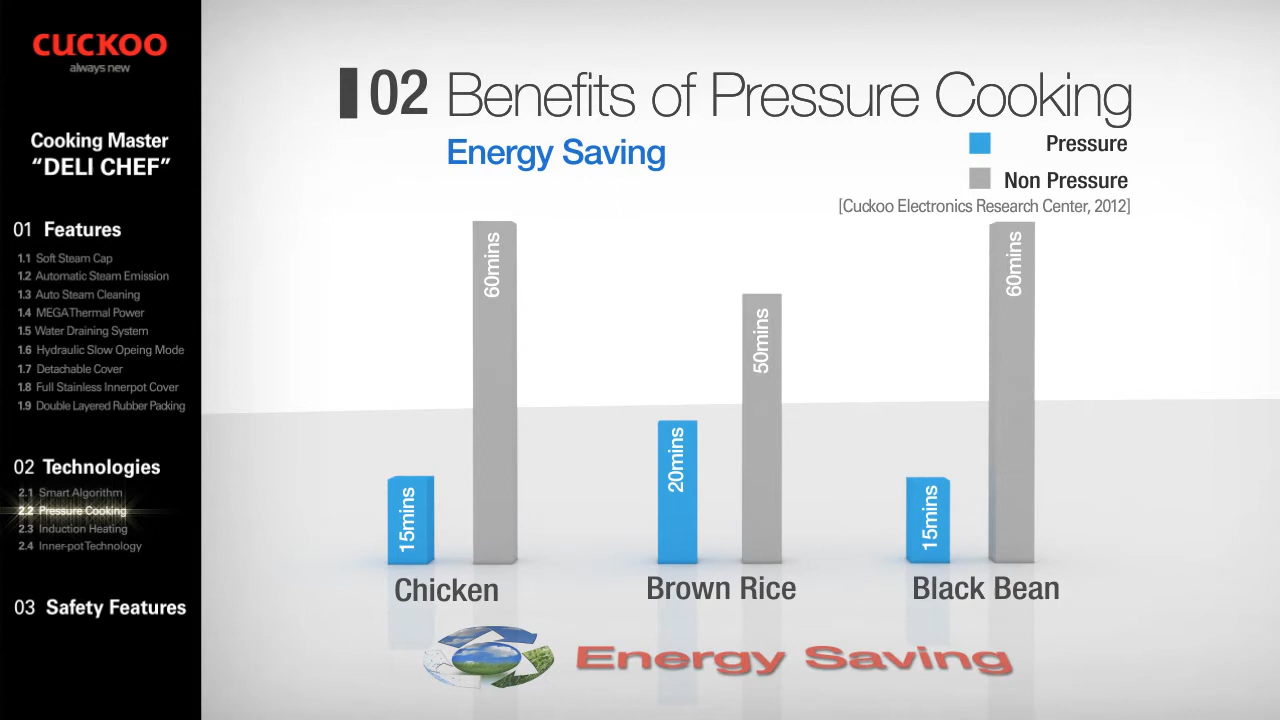 CUCKOO
always new
Cooking Master
“DELI CHEF”
01 Features
1.1 Soft Steam Cap
1.2 Automatic Steam Emission
1.3 Auto Steam Cleaning
1.4 MEGA Thermal Power
1.5 Water Draining System
1.6 Hydraulic Slow Opeing Mode
1.7 Detachable Cover
1.8 Full Stainless Innerpot Cover
1.9 Double Layered Rubber Packing
02 Technologies
2.1 Smart Algorithm
2.2 Pressure Cooking
2.3 Induction Heating
2.4 Inner-pot Technology
03 Safety Features
02 Benefits of Pressure Cooking
Energy Saving
Pressure
Non Pressure
[Cuckoo Electronics Research Center, 2012]
15mins
60mins
20mins
50mins
15mins
60mins
Chicken
Brown Rice
Black Bean
Energy Saving